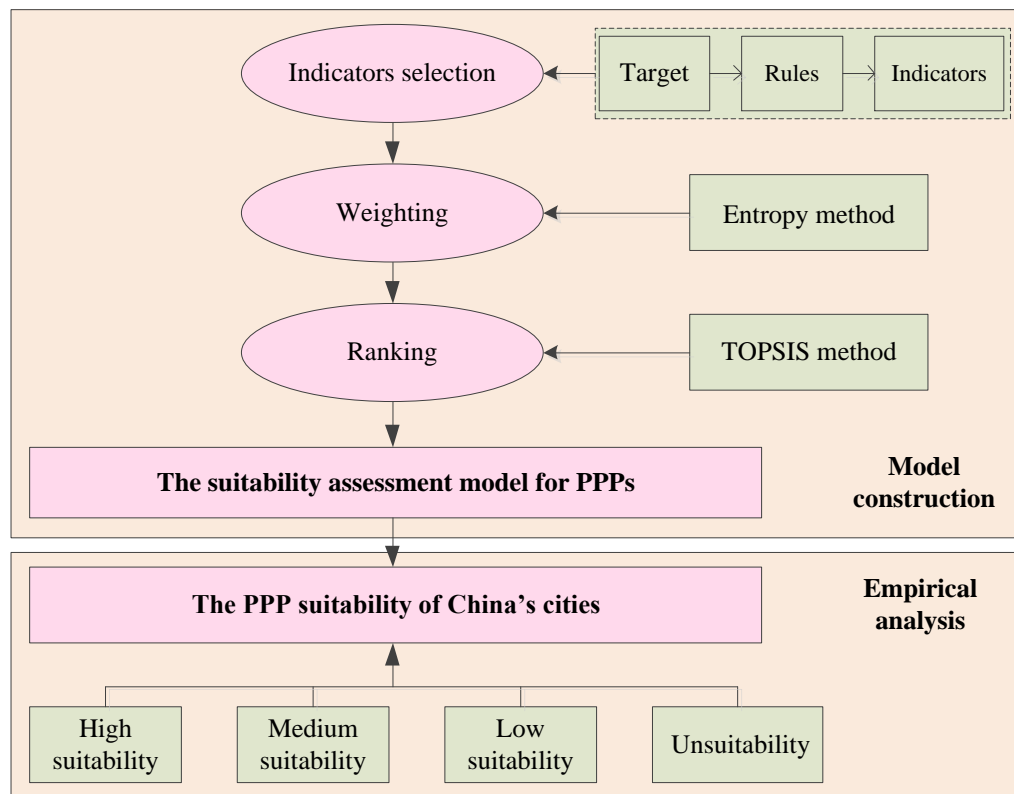 Indicators selection
Target
Rules
Indicators
Weighting
Entropy method
Ranking
TOPSIS method
The suitability assessment model for PPPs
Model
construction
The PPP suitability of China's cities
Empirical
analysis
High
suitability
Medium
suitability
Low
suitability
Unsuitability